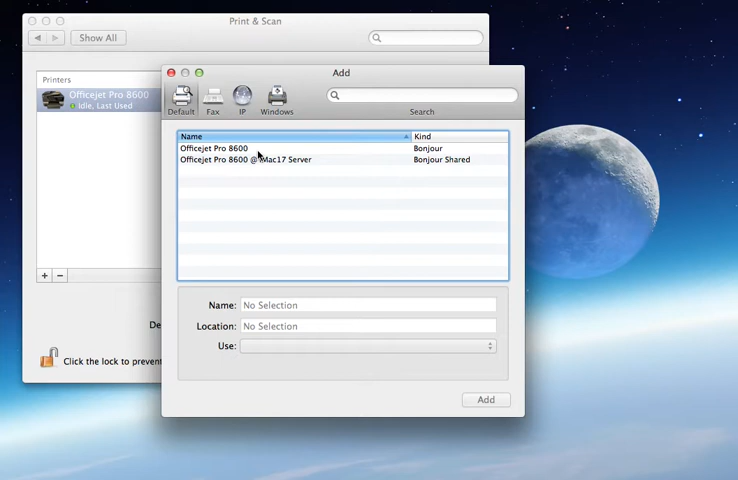 Print & Scan
Show All
Printers
Officejet Pro 8600
Idle, Last Used
+ −
Click the lock to prevent
Add
Default Fax IP Windows Search
Name Kind
Officejet Pro 8600 Bonjour
Officejet Pro 8600 @ iMac17 Server Bonjour Shared
Name: No Selection
Location: No Selection
Use:
Add